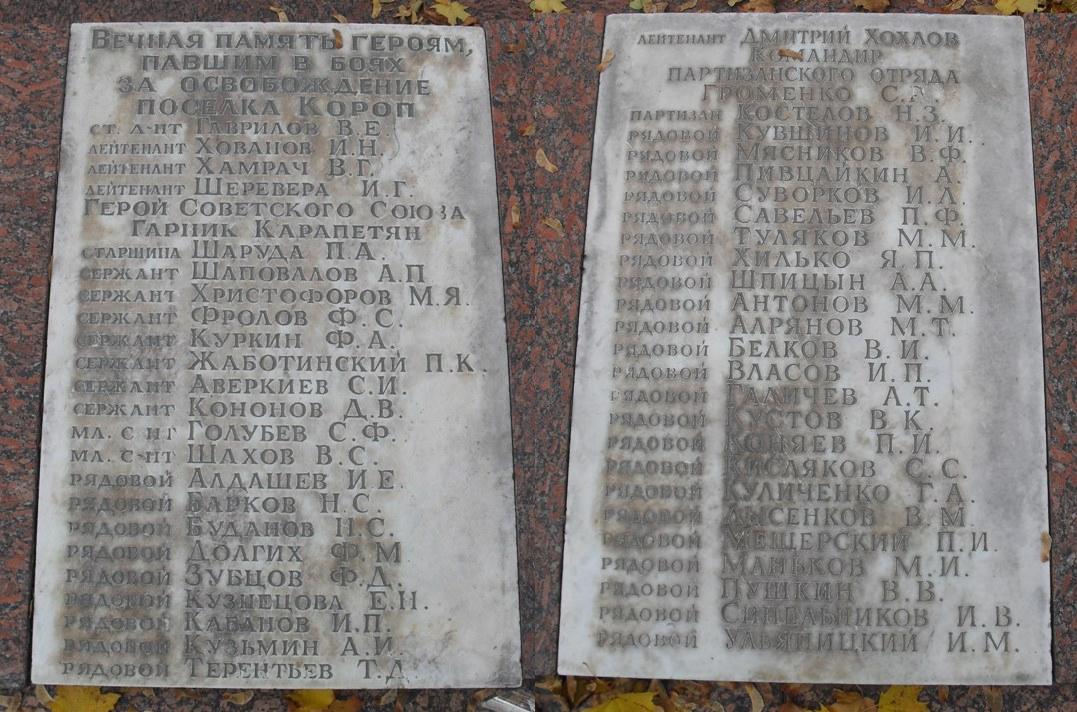 Вечная память героям,
павшим в боях
за освобождение
поселка Короп
ст. л-нт Гаврилов В.Е.
лейтенант Хованов И.Н.
лейтенант Хамрач В.Г.
лейтенант Шеревера И.Г.
Герой Советского Союза
Гарник Карапетян
старшина Шаруда П.А.
сержант Шаповалов А.П
сержант Христофоров М.Я.
сержант Фролов Ф.С.
сержант Куркин Ф.А.
сержант Жаботинский П.К.
сержант Аверкиев С.И.
сержант Кононов Д.В.
мл. с-нт Голубев С.Ф.
мл. с-нт Шахов В.С.
рядовой Алдашев И.Е.
рядовой Барков Н.С.
рядовой Буданов Н.С.
рядовой Долгих Ф.М
рядовой Зубцов Ф.Д.
рядовой Кузнецова Е.Н.
рядовой Кабанов И.П.
рядовой Кузьмин А.И.
рядовой Терентьев Т.Д.
лейтенант Дмитрий Хохлов
командир
партизанского отряда
Громенко С.
партизан Костелов Н.З.
рядовой Кувшинов И.И.
рядовой Мясников В.Ф.
рядовой Пивцайкин А.
рядовой Суворков И.Л.
рядовой Савельев П.Ф.
рядовой Туляков М.М.
рядовой Хилько Я.П.
рядовой Шпицын А.А.
рядовой Антонов М.М.
рядовой Алрянов М.Т.
рядовой Белков В.И.
рядовой Власов И.П.
рядовой Галичев А.Т.
рядовой Кустов В.К.
рядовой Коняев П.И.
рядовой Кисляков С.С.
рядовой Куличенко Г.А.
рядовой Лысенков В.М.
рядовой Мещерский П.И.
рядовой Маньков М.И.
рядовой Пушкин В.В.
рядовой Синельников И.В.
рядовой Ульяницкий И.М.